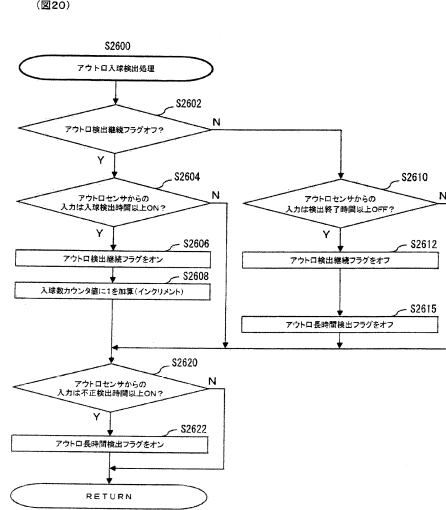 (図20)
S2600
アウトロ入球検出処理
S2602
アウトロ検出継続フラグオフ?
N
Y
S2604
アウトロセンサからの
入力は入球検出時間以上ON?
N
Y
S2606
アウトロ検出継続フラグをオン
S2608
入球数カウンタ値に1を加算(インクリメント)
S2610
アウトロセンサからの
入力は検出終了時間以上OFF?
N
Y
S2612
アウトロ検出継続フラグをオフ
S2615
アウトロ長時間検出フラグをオフ
S2620
アウトロセンサからの
入力は不正検出時間以上ON?
N
Y
S2622
アウトロ長時間検出フラグをオン
RETURN